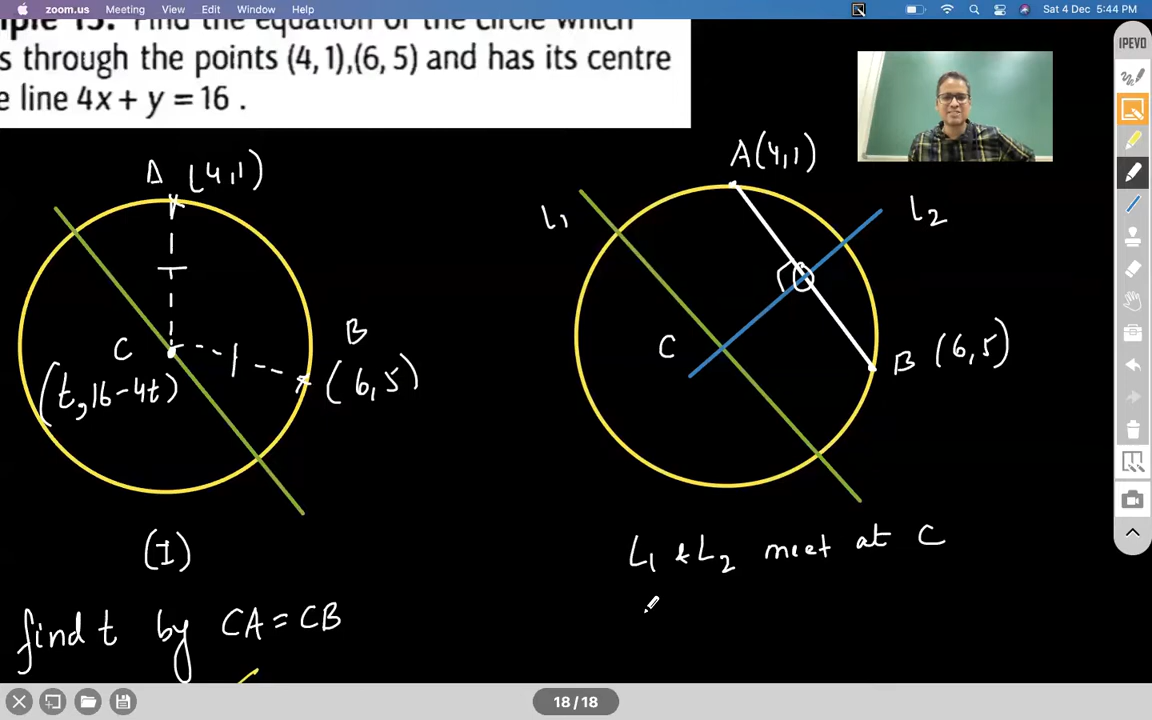 zoom.us Meeting View Edit Window Help Sat 4 Dec 5:44 PM
IPEVO
ple 15: Find the equation of the circle which
s through the points (4, 1),(6, 5) and has its centre
e line 4x + y = 16 .
A (4,1)
B
(6,5)
C
(t,16-4t)
(I)
find t by CA = CB
A(4,1)
L1
L2
C
B (6,5)
L1 & L2 meet at C
18/18